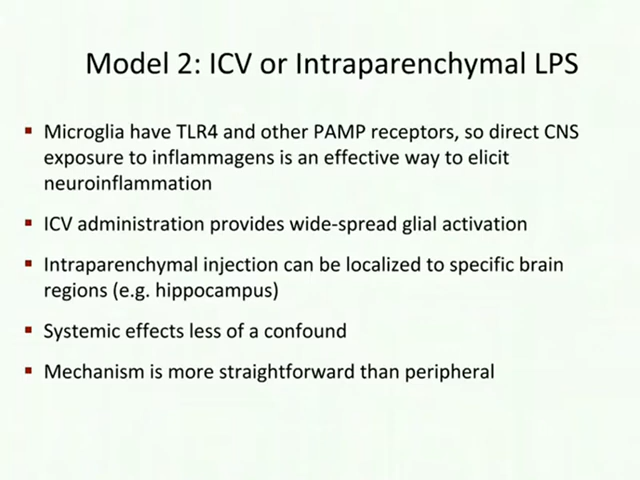 Model 2: ICV or Intraparenchymal LPS
▪ Microglia have TLR4 and other PAMP receptors, so direct CNS
exposure to inflammagens is an effective way to elicit
neuroinflammation
▪ ICV administration provides wide-spread glial activation
▪ Intraparenchymal injection can be localized to specific brain
regions (e.g. hippocampus)
▪ Systemic effects less of a confound
▪ Mechanism is more straightforward than peripheral